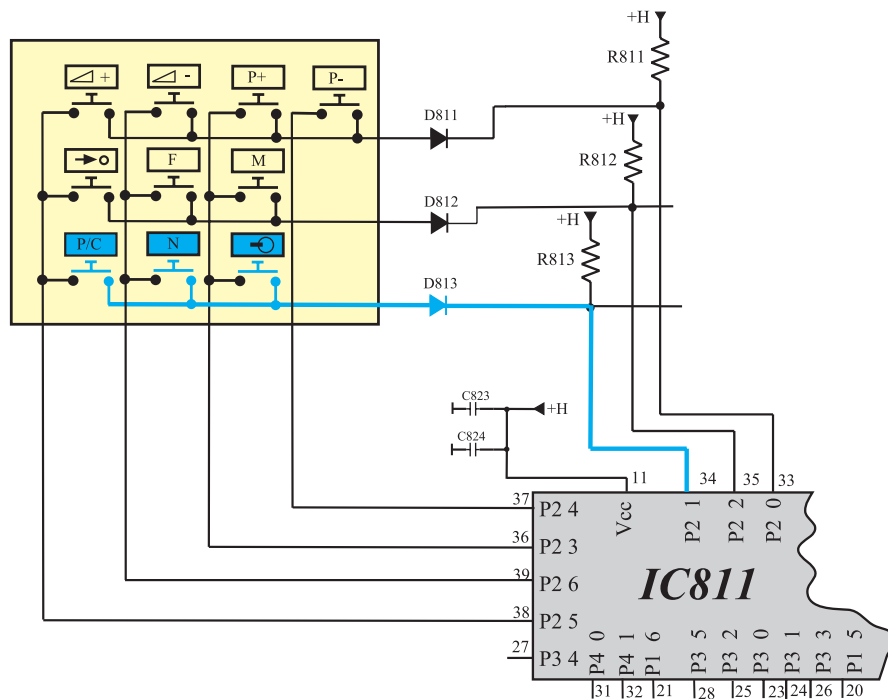 +H
R811
+
-
P+
P-
D811
+H
R812
F
M
D812
+H
P/C
N
R813
D813
C823
+H
C824
11
34
35
33
37
P2 4
Vcc
P2 1
P2 2
P2 0
36
P2 3
39
P2 6
IC811
38
P2 5
27
P3 4
P4 0
P4 1
P1 6
P3 5
P3 2
P3 0
P3 1
P3 3
P1 5
31
32
21
28
25
23
24
26
20